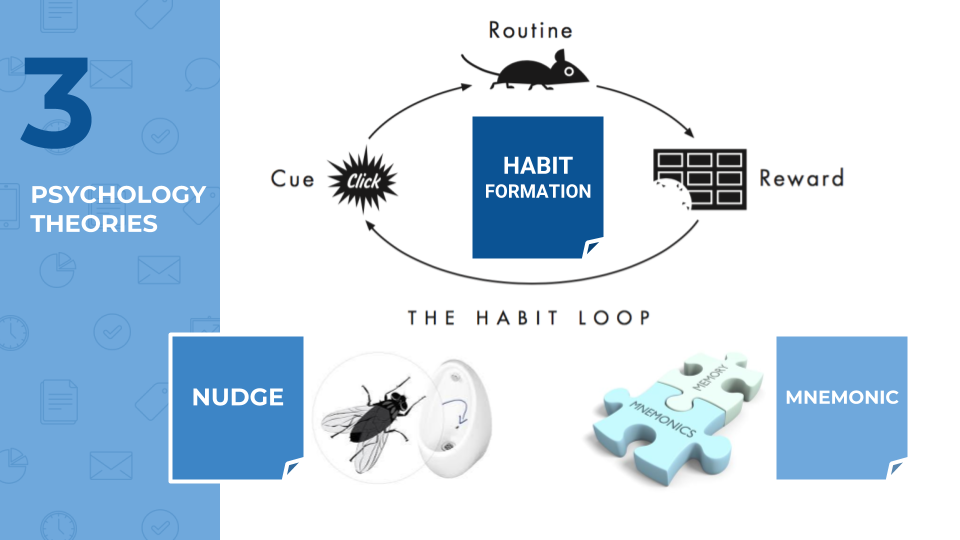 3
PSYCHOLOGY
THEORIES
Routine
Cue
Click
HABIT
FORMATION
Reward
THE HABIT LOOP
NUDGE
MEMORY
MNEMONICS
MNEMONIC